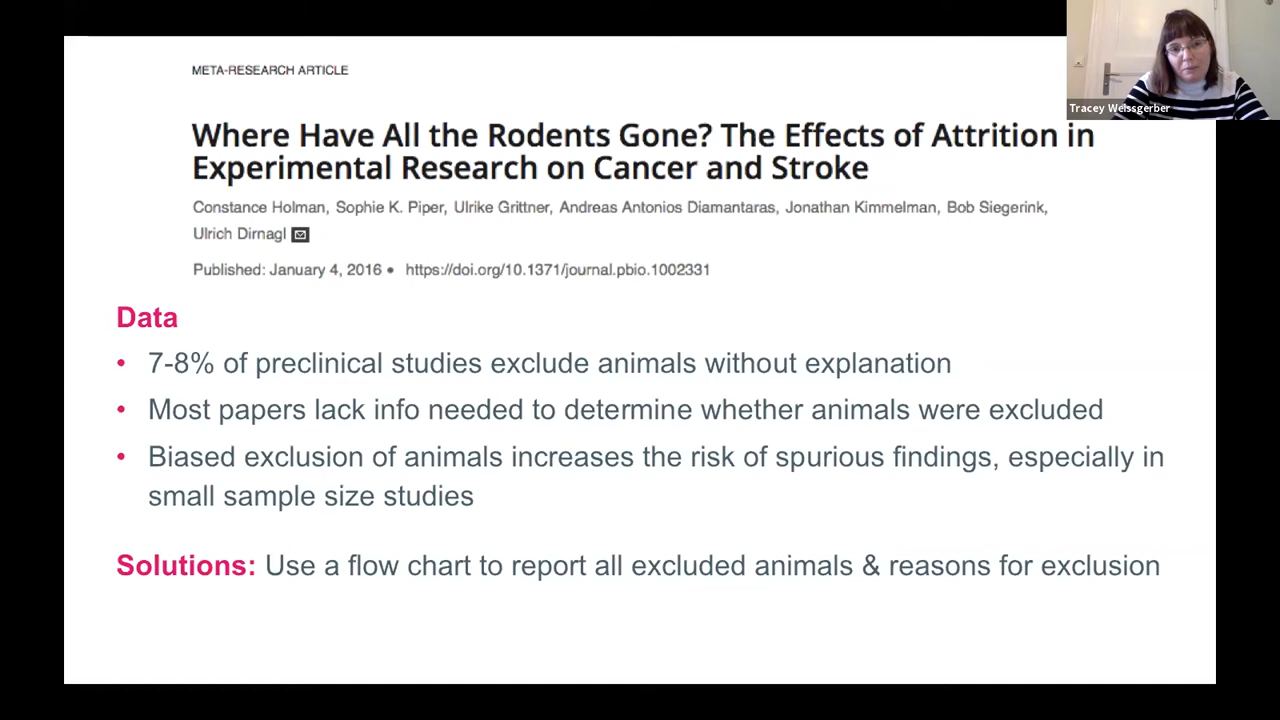 META-RESEARCH ARTICLE
Where Have All the Rodents Gone? The Effects of Attrition in
Experimental Research on Cancer and Stroke
Constance Holman, Sophie K. Piper, Ulrike Grittner, Andreas Antonios Diamantaras, Jonathan Kimmelman, Bob Siegerink,
Ulrich Dirnagl
Published: January 4, 2016 • https://doi.org/10.1371/journal.pbio.1002331
Data
• 7-8% of preclinical studies exclude animals without explanation
• Most papers lack info needed to determine whether animals were excluded
• Biased exclusion of animals increases the risk of spurious findings, especially in
small sample size studies
Solutions: Use a flow chart to report all excluded animals & reasons for exclusion
Tracey Weissgerber